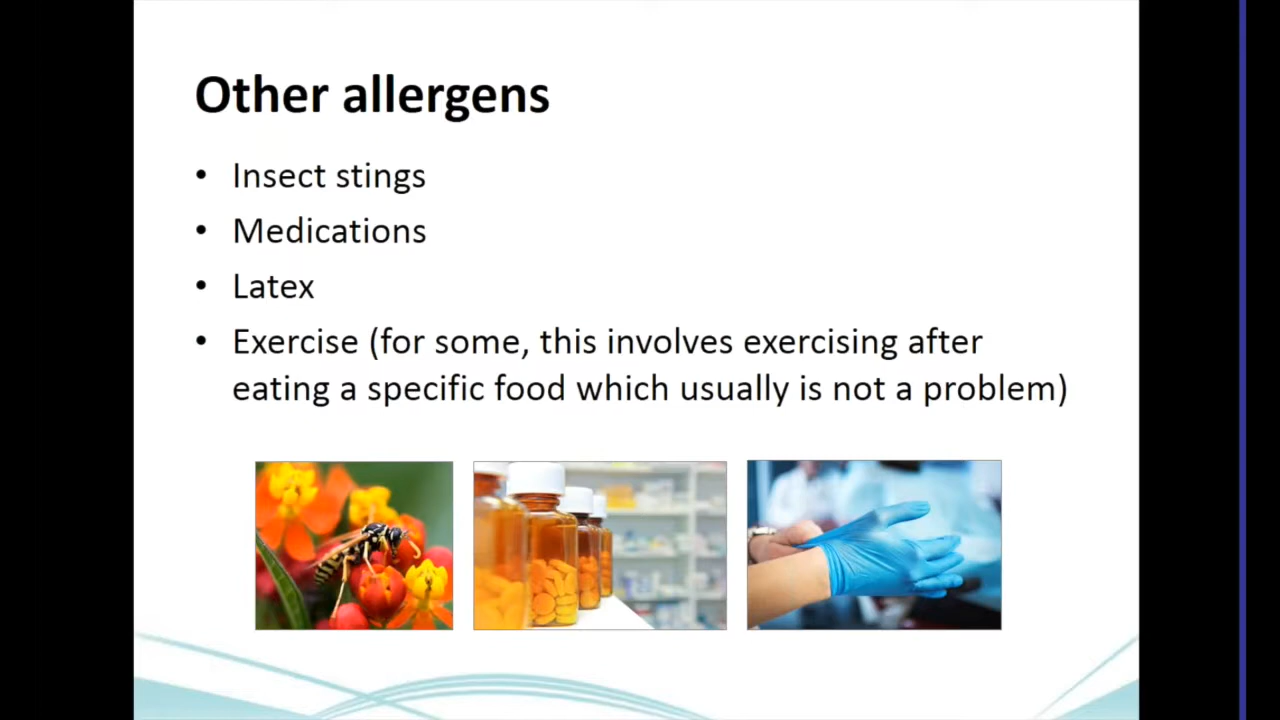 Other allergens
• Insect stings
• Medications
• Latex
• Exercise (for some, this involves exercising after
eating a specific food which usually is not a problem)